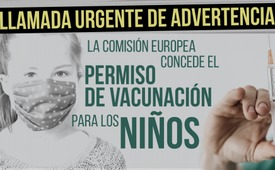 LLAMADA URGENTE DE ADVERTENCIA
LA COMISIÓN EUROPEA
CONCEDE EL
PERMISO
DE VACUNACIÓN
PARA LOS NIÑOS